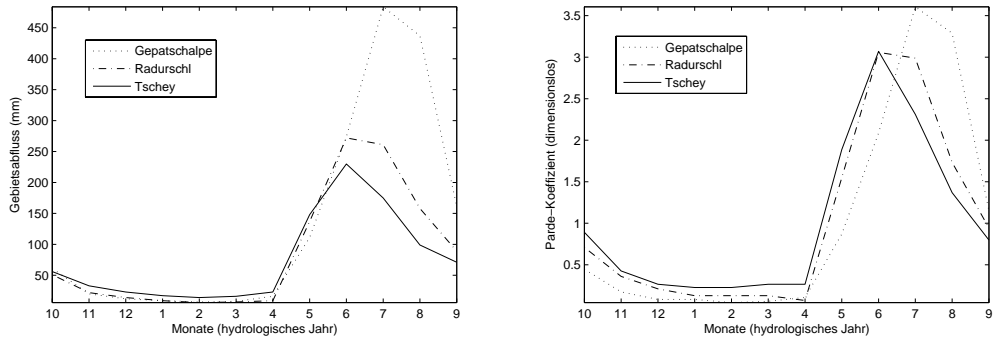 450
400
350
300
250
200
150
100
50
Gebietsabfluss (mm)
Gepatschalpe
Radurschl
Tschey
10 11 12 1 2 3 4 5 6 7 8 9
Monate (hydrologisches Jahr)
3.5
3
2.5
2
1.5
1
0.5
Parde−Koeffizient (dimensionslos)
Gepatschalpe
Radurschl
Tschey
10 11 12 1 2 3 4 5 6 7 8 9
Monate (hydrologisches Jahr)